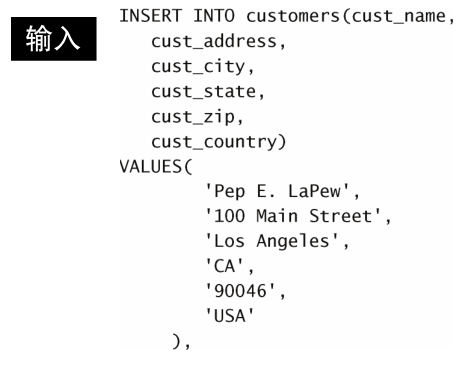 输入
INSERT INTO customers(cust_name,
cust_address,
cust_city,
cust_state,
cust_zip,
cust_country)
VALUES(
'Pep E. LaPew',
'100 Main Street',
'Los Angeles',
'CA',
'90046',
'USA'
),